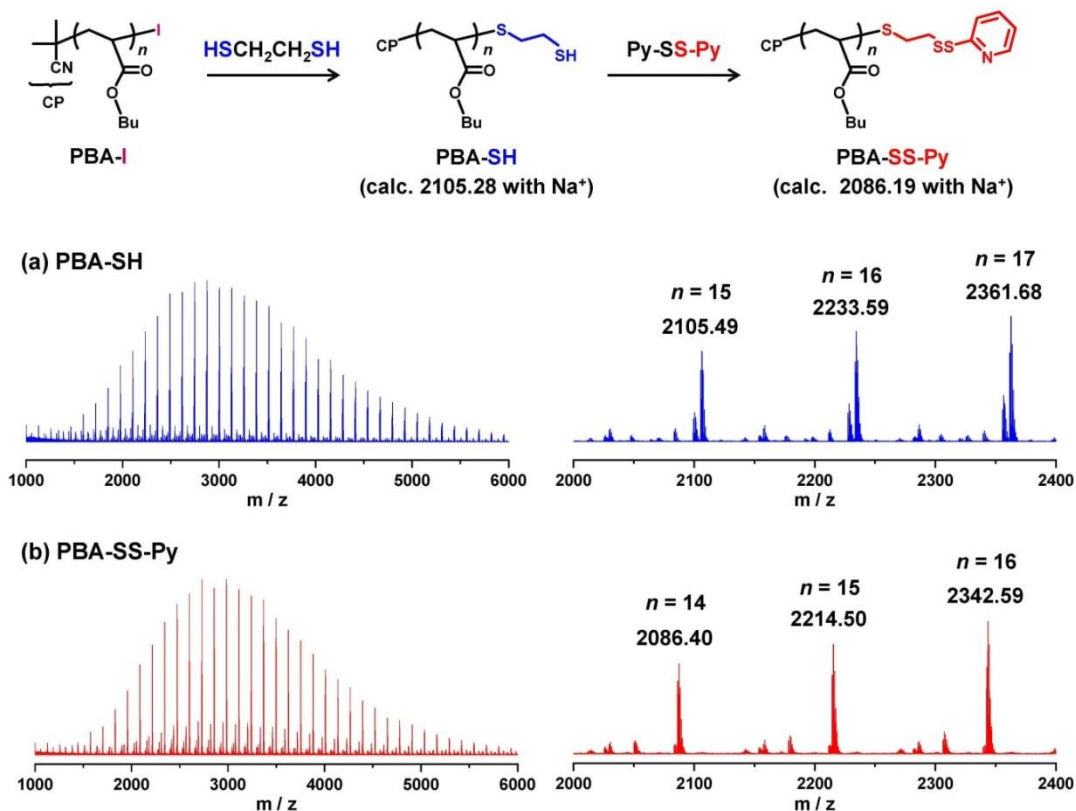 I
n
CN
O
O
Bu
CP
PBA-I
HSCH₂CH₂SH
CP
n
S
SH
O
O
Bu
PBA-SH
(calc. 2105.28 with Na⁺)
Py-SS-Py
CP
n
S
SS
N
O
O
Bu
PBA-SS-Py
(calc. 2086.19 with Na⁺)
(a) PBA-SH
1000 2000 3000 4000 5000 6000
m / z
n = 15
2105.49
n = 16
2233.59
n = 17
2361.68
2000 2100 2200 2300 2400
m / z
(b) PBA-SS-Py
1000 2000 3000 4000 5000 6000
m / z
n = 14
2086.40
n = 15
2214.50
n = 16
2342.59
2000 2100 2200 2300 2400
m / z